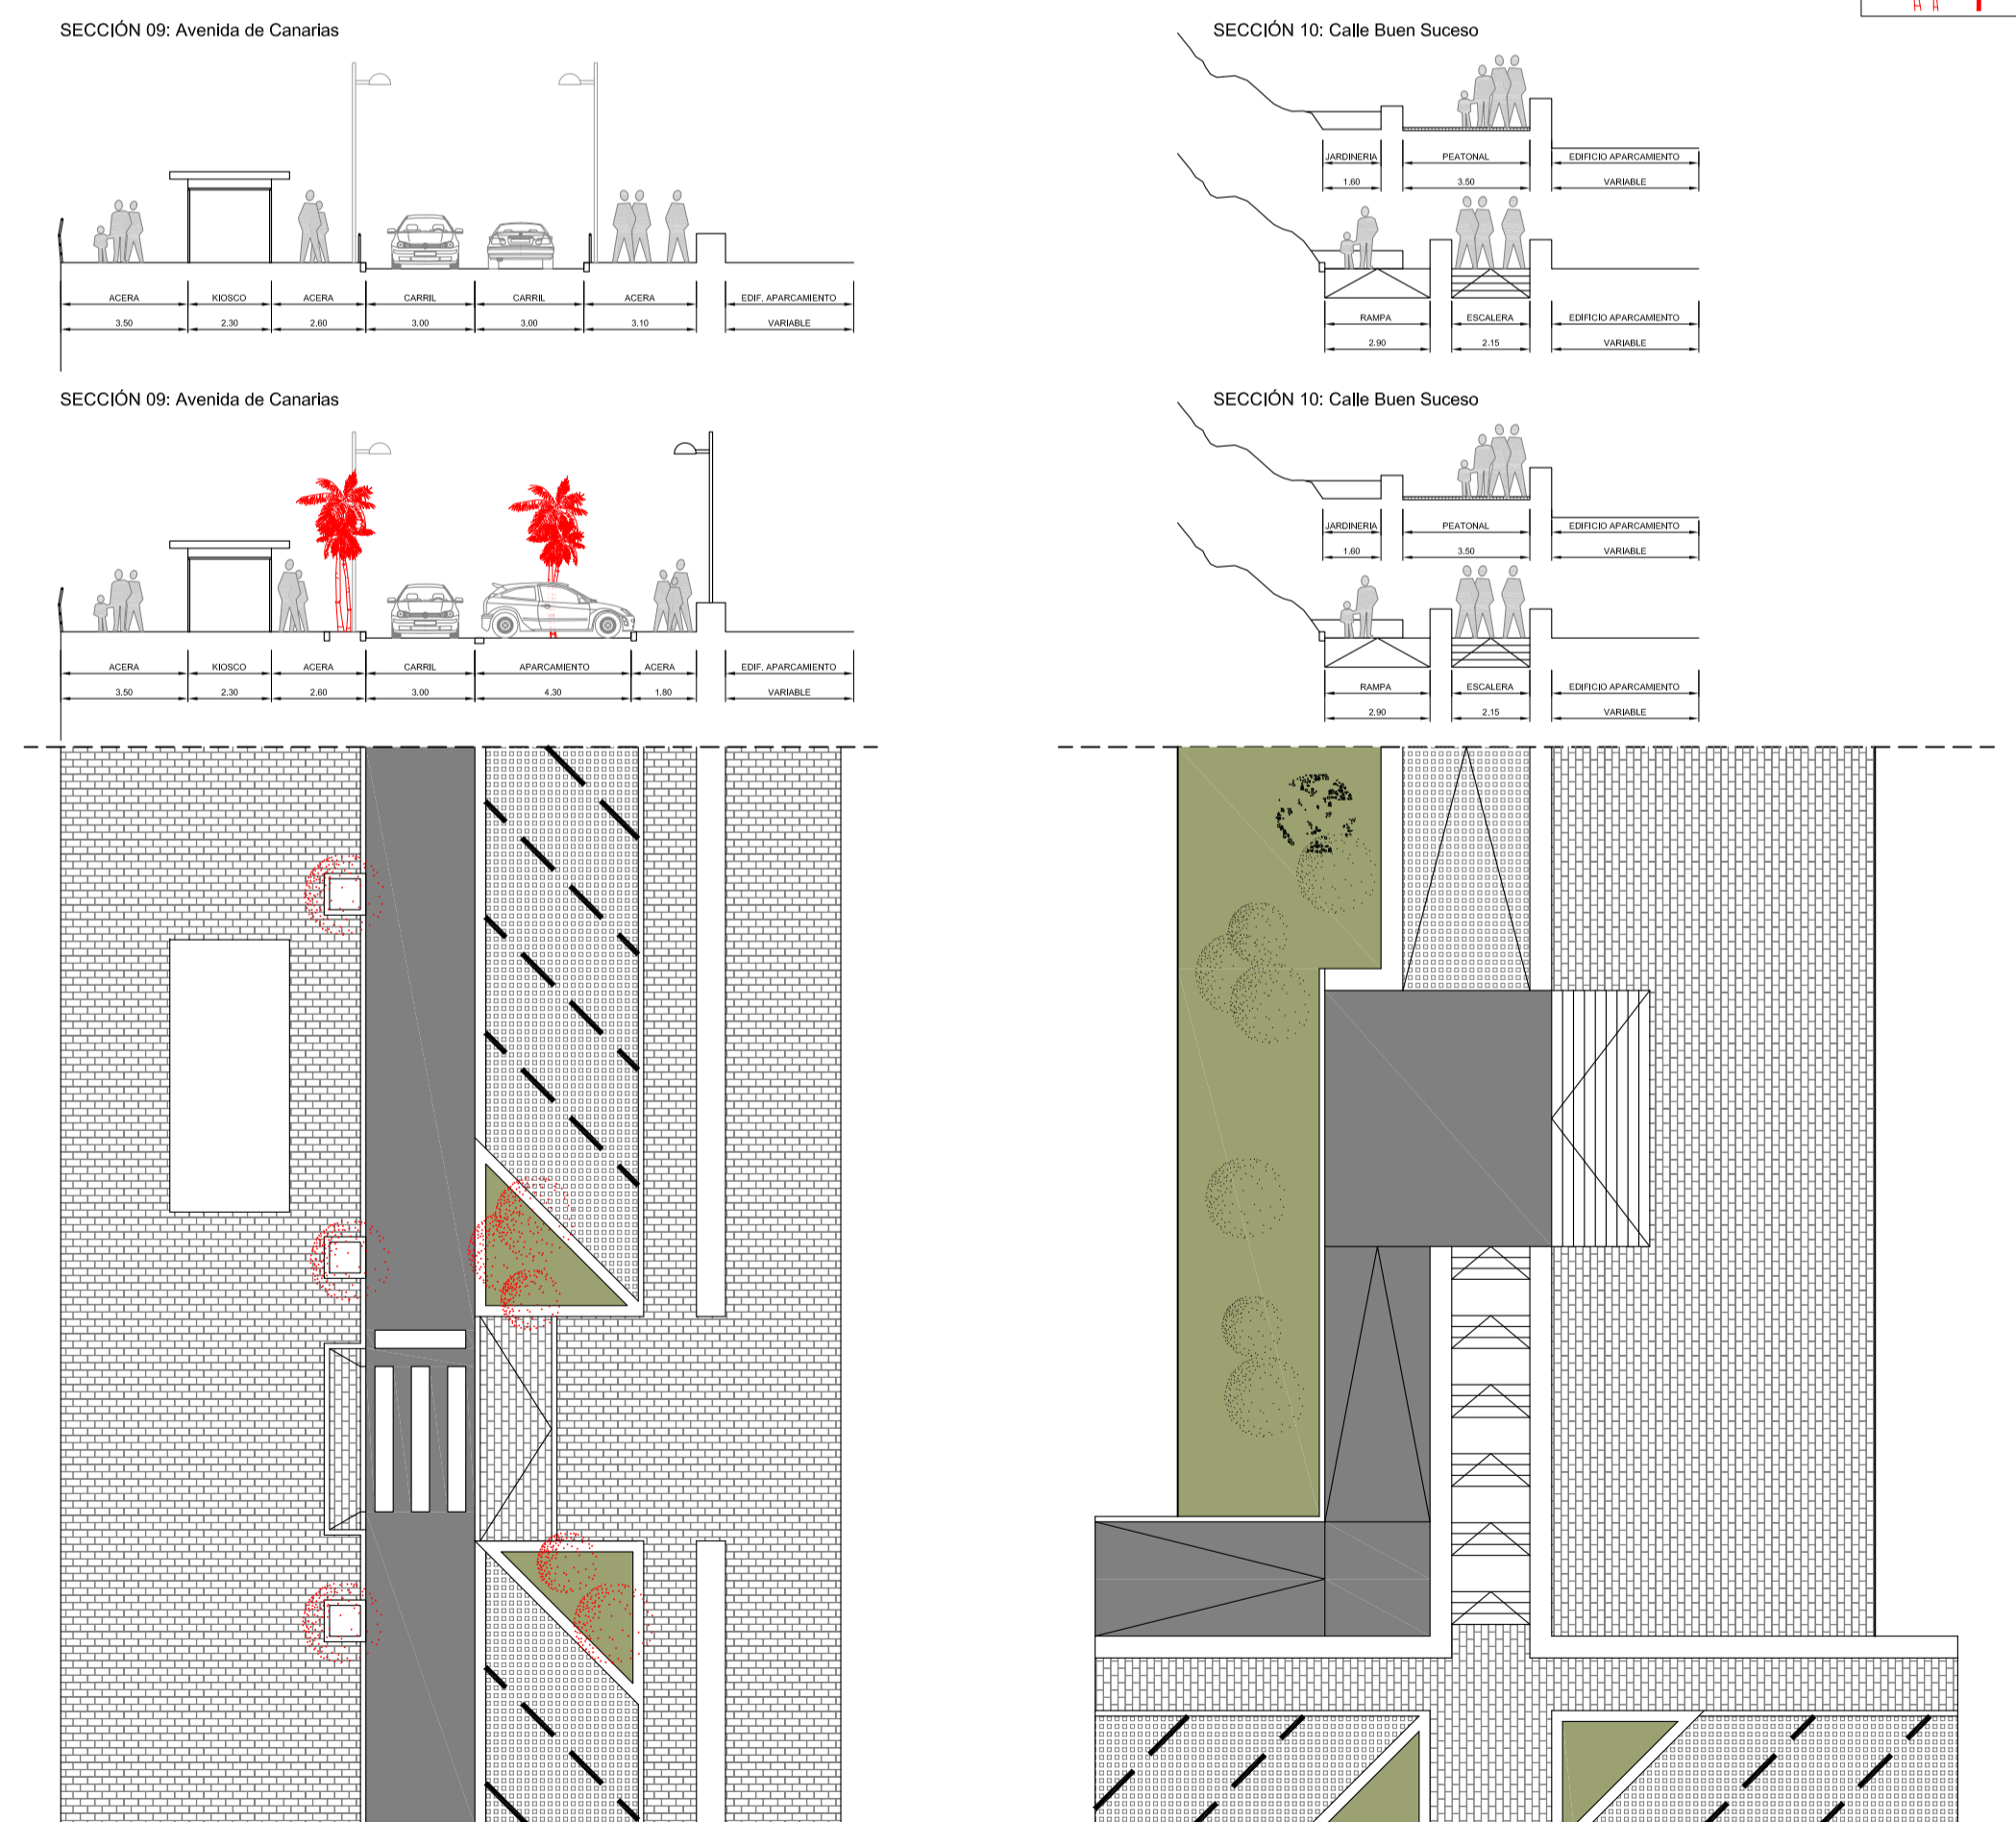 SECCIÓN 09: Avenida de Canarias
ACERA KIOSCO ACERA CARRIL CARRIL ACERA EDIF. APARCAMIENTO
3.50 2.30 2.60 3.00 3.00 3.10 VARIABLE
SECCIÓN 10: Calle Buen Suceso
JARDINERIA PEATONAL EDIFICIO APARCAMIENTO
1.60 3.50 VARIABLE
RAMPA ESCALERA EDIFICIO APARCAMIENTO
2.90 2.15 VARIABLE
SECCIÓN 09: Avenida de Canarias
ACERA KIOSCO ACERA CARRIL APARCAMIENTO ACERA EDIF. APARCAMIENTO
3.50 2.30 2.60 3.00 4.30 1.80 VARIABLE
SECCIÓN 10: Calle Buen Suceso
JARDINERIA PEATONAL EDIFICIO APARCAMIENTO
1.60 3.50 VARIABLE
RAMPA ESCALERA EDIFICIO APARCAMIENTO
2.90 2.15 VARIABLE